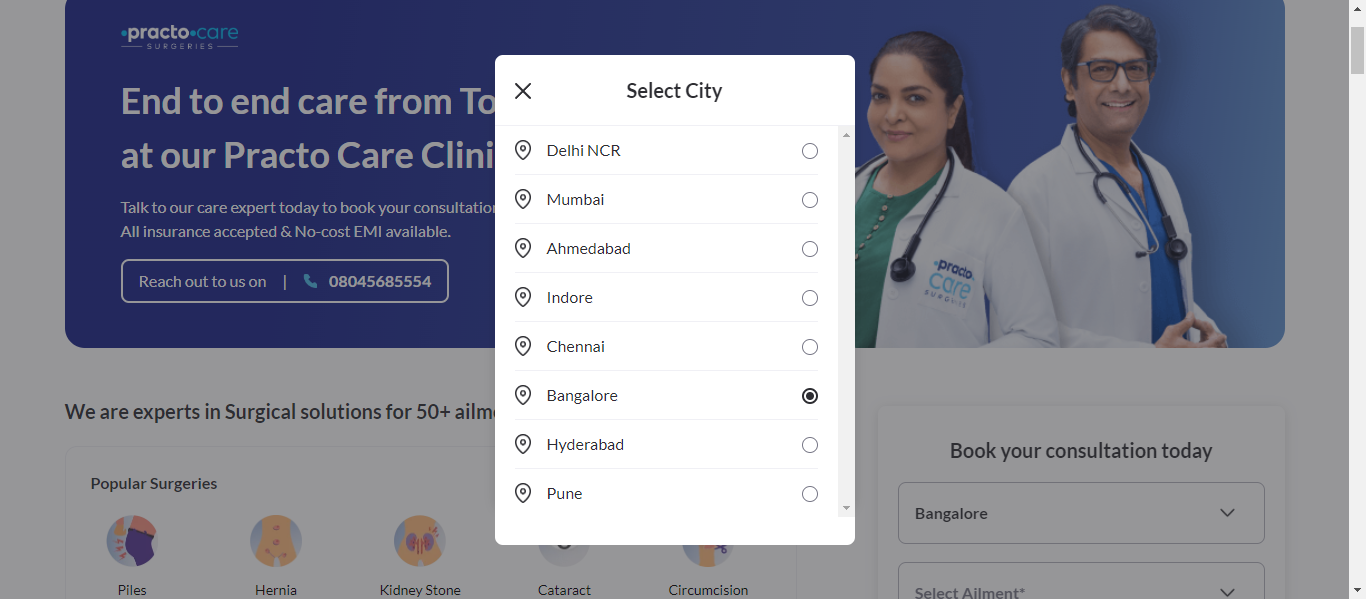 practo care
SURGERIES
End to end care from To
at our Practo Care Clini
Talk to our care expert today to book your consultation
All insurance accepted & No-cost EMI available.
Reach out to us on | 08045685554
practo
care
SURGERIES
Select City
Delhi NCR
Mumbai
Ahmedabad
Indore
Chennai
Bangalore
Hyderabad
Pune
We are experts in Surgical solutions for 50+ ailme
Popular Surgeries
Piles
Hernia
Kidney Stone
Cataract
Circumcision
Book your consultation today
Bangalore
Select Ailment*